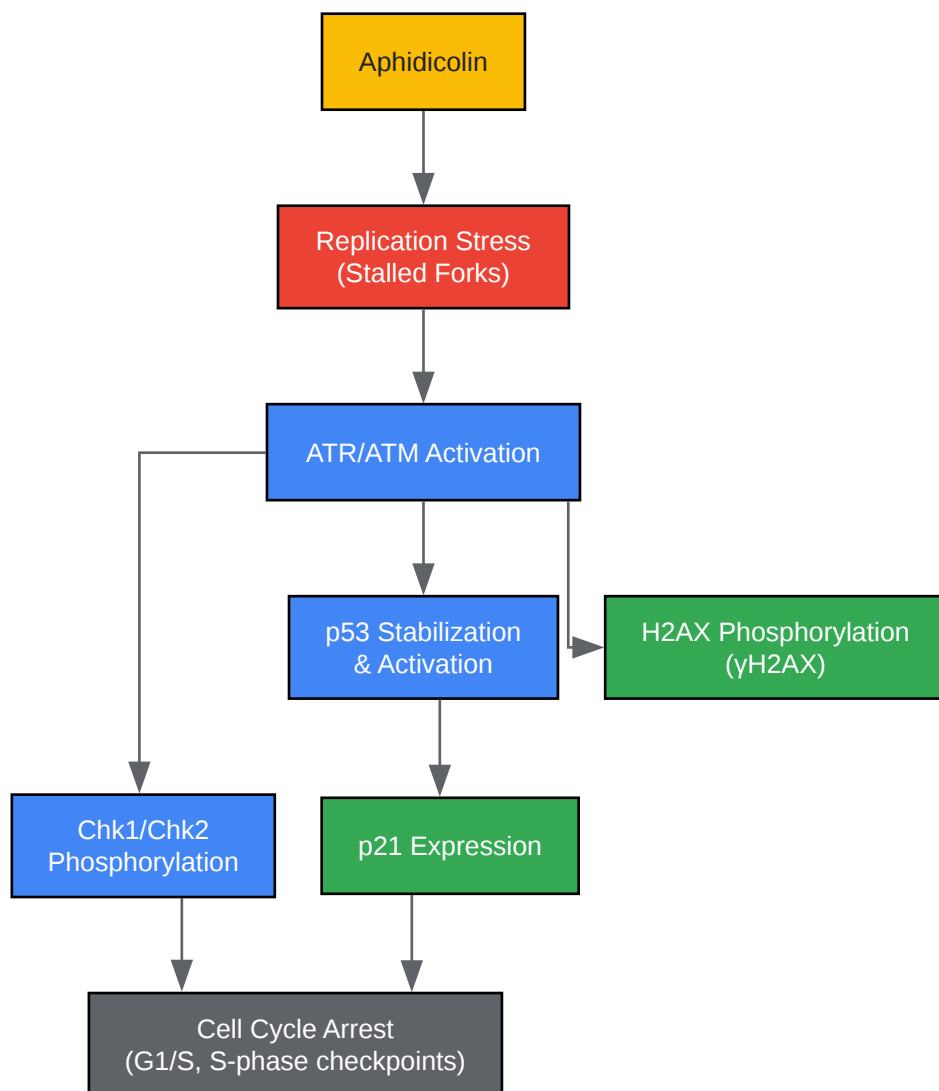 Aphidicolin
Replication Stress
(Stalled Forks)
ATR/ATM Activation
p53 Stabilization
& Activation
H2AX Phosphorylation
(γH2AX)
Chk1/Chk2
Phosphorylation
p21 Expression
Cell Cycle Arrest
(G1/S, S-phase checkpoints)